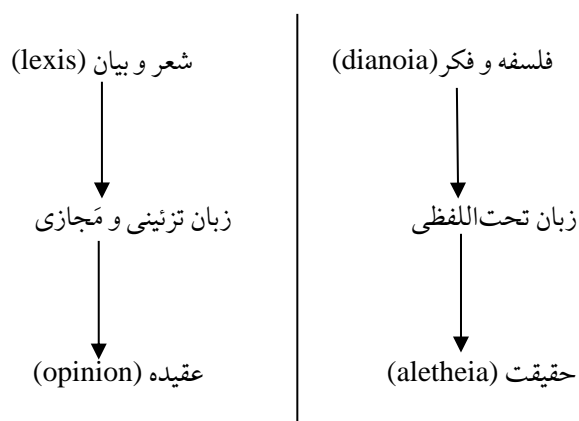 فلسفه و فکر (dianoia)
شعر و بیان (lexis)
زبان تحت‌اللفظی
زبان تزئینی و مَجازی
حقیقت (aletheia)
عقیده (opinion)